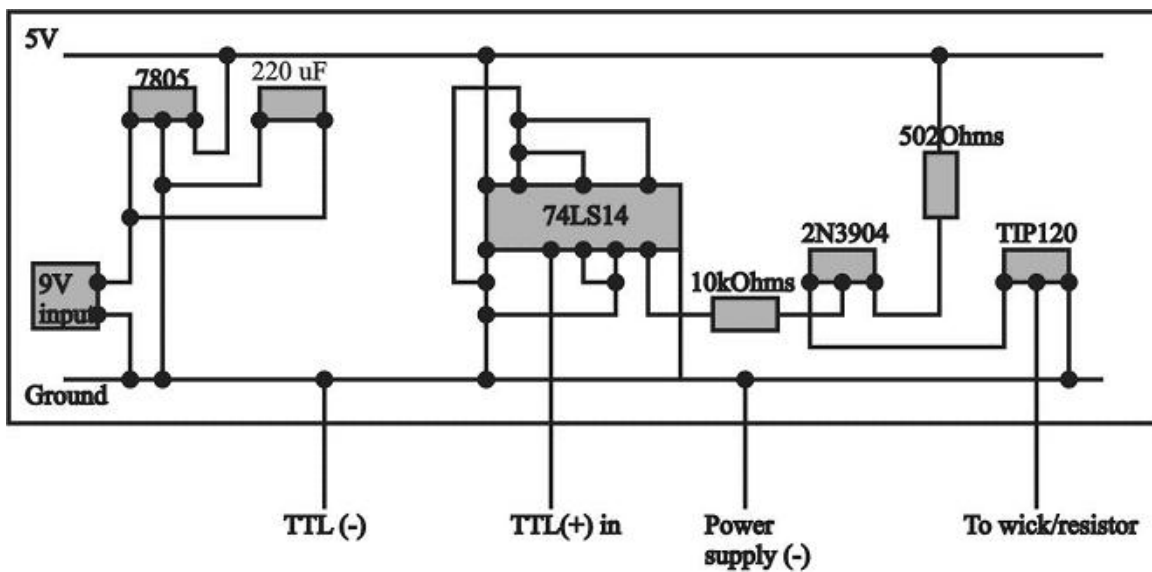 5V
7805
220 uF
502Ohms
74LS14
2N3904
TIP120
9V
input
10kOhms
Ground
TTL (-)
TTL(+) in
Power
supply (-)
To wick/resistor